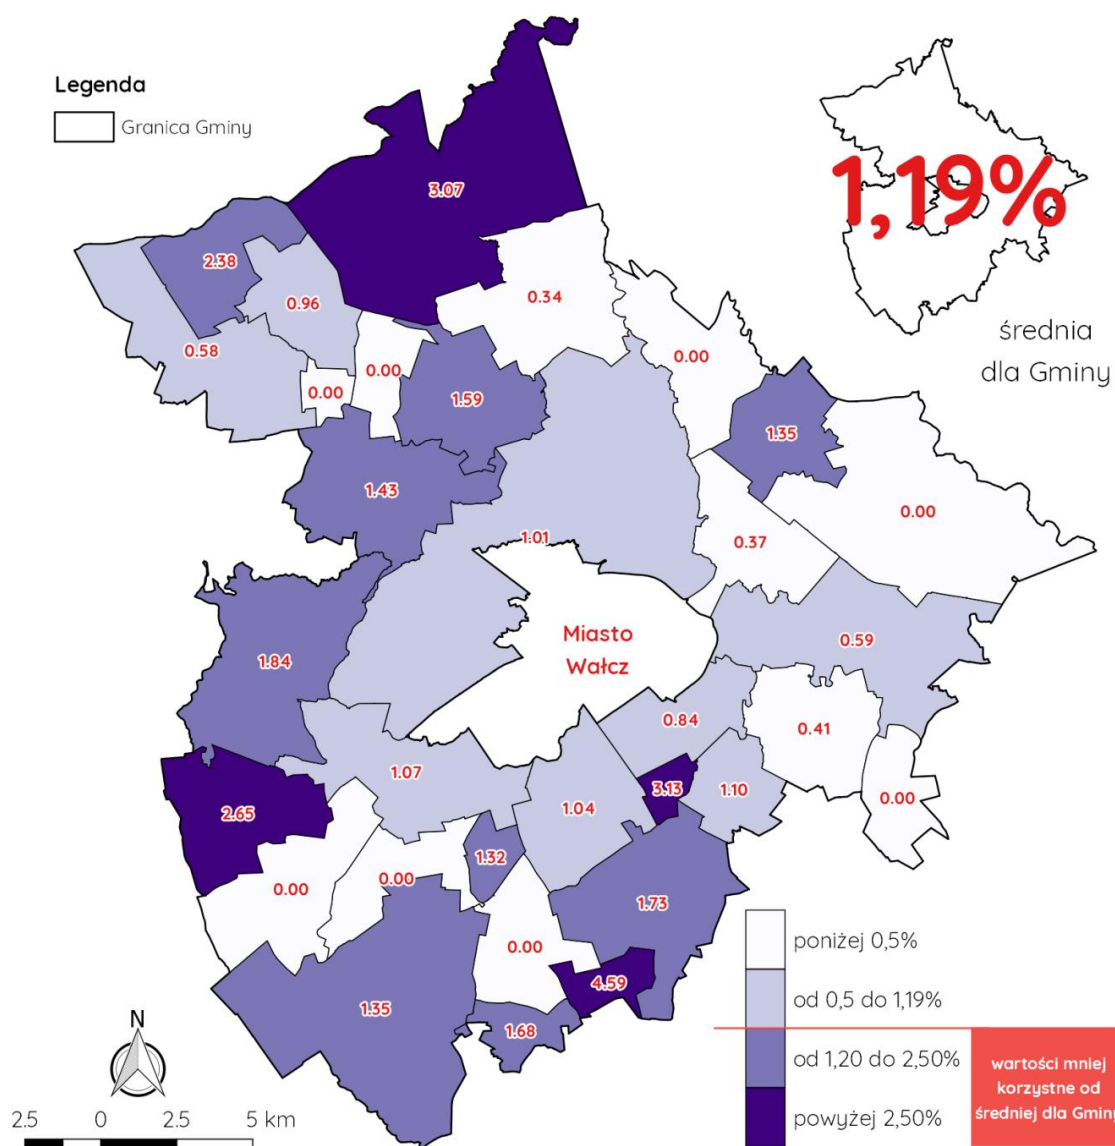 Legenda
Granica Gminy
1,19%
średnia
dla Gminy
3.07
2.38
0.96
0.34
0.58
0.00
0.00
0.00
1.59
1.35
1.43
0.00
1.01
0.37
Miasto
Wałcz
0.59
1.84
0.84
0.41
1.07
3.13
1.10
0.00
2.65
1.04
1.32
0.00
0.00
1.73
0.00
4.59
1.35
1.68
poniżej 0,5%
od 0,5 do 1,19%
od 1,20 do 2,50%
powyżej 2,50%
wartości mniej
korzystne od
średniej dla Gminy
N
2.5 0 2.5 5 km